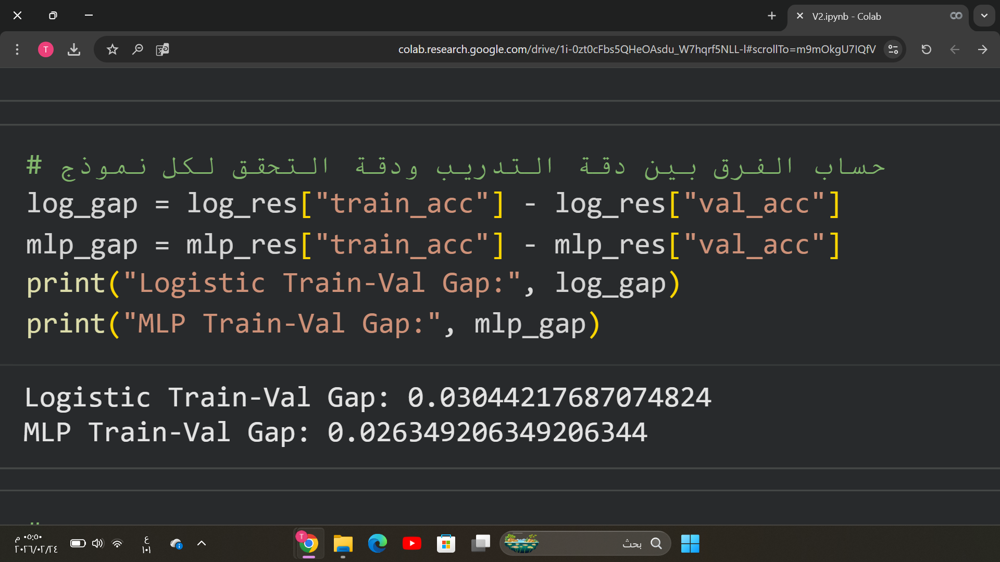 V2.ipynb - Colab
colab.research.google.com/drive/1i-0zt0cFbs5QHeOAsdu_W7hqrf5NLL-l#scrollTo=m9mOkgU7IQfV
T
# حساب الفرق بين دقة التدريب ودقة التحقق لكل نموذج
log_gap = log_res["train_acc"] - log_res["val_acc"]
mlp_gap = mlp_res["train_acc"] - mlp_res["val_acc"]
print("Logistic Train-Val Gap:", log_gap)
print("MLP Train-Val Gap:", mlp_gap)
Logistic Train-Val Gap: 0.03044217687074824
MLP Train-Val Gap: 0.026349206349206344
بحث
T
ع
١٠١
٠٥:٥٠ م
٢٠٢٦/٠٢/٢٤